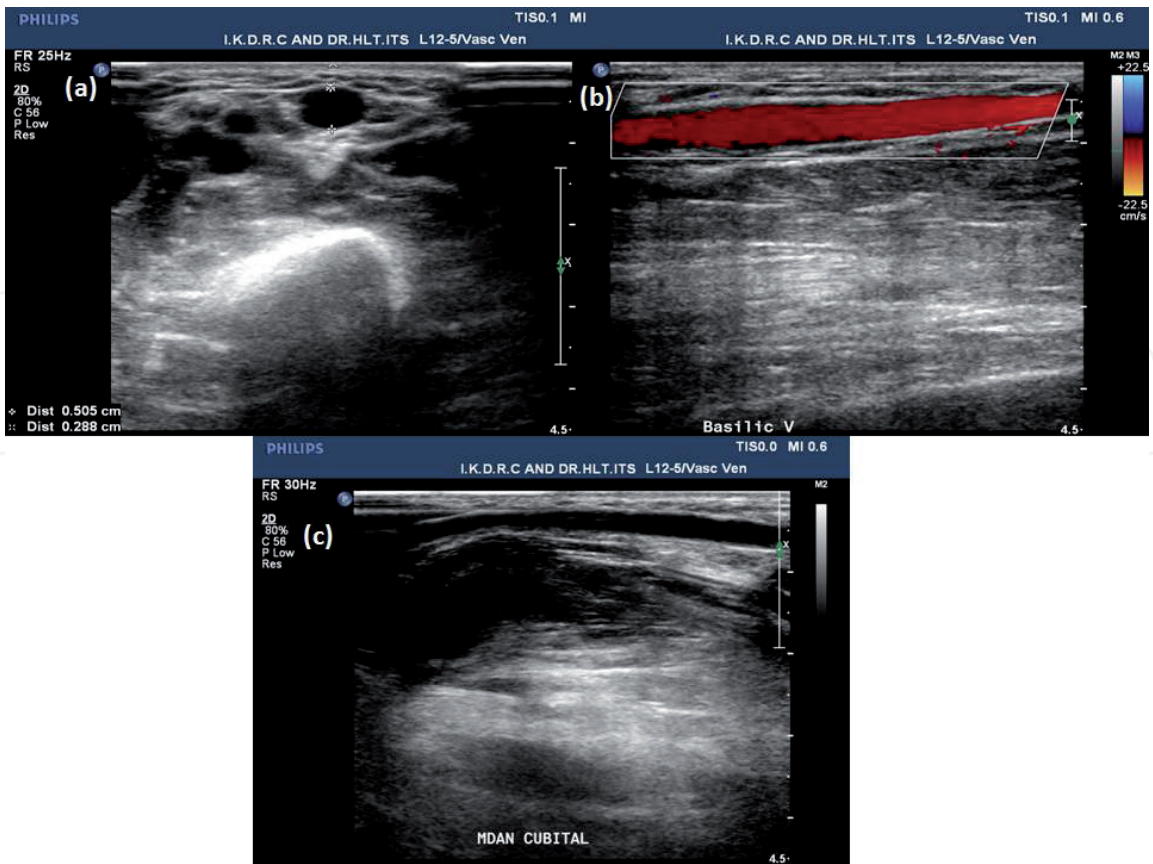 PHILIPS
TIS0.1 MI
I.K.D.R.C AND DR.HLT.ITS L12-5/Vasc Ven
FR 25Hz
RS
P
(a)
2D
80%
C 56
P Low
Res
X
Dist 0.505 cm
Dist 0.288 cm
4.5
TIS0.1 MI 0.6
I.K.D.R.C AND DR.HLT.ITS L12-5/Vasc Ven
(b)
M2 M3
+22.5
X
-22.5
cm/s
Basilic V
4.5
PHILIPS
TIS0.0 MI 0.6
I.K.D.R.C AND DR.HLT.ITS L12-5/Vasc Ven
FR 30Hz
RS
P
M2
2D
80%
C 56
P Low
Res
(c)
X
MDAN CUBITAL
4.5